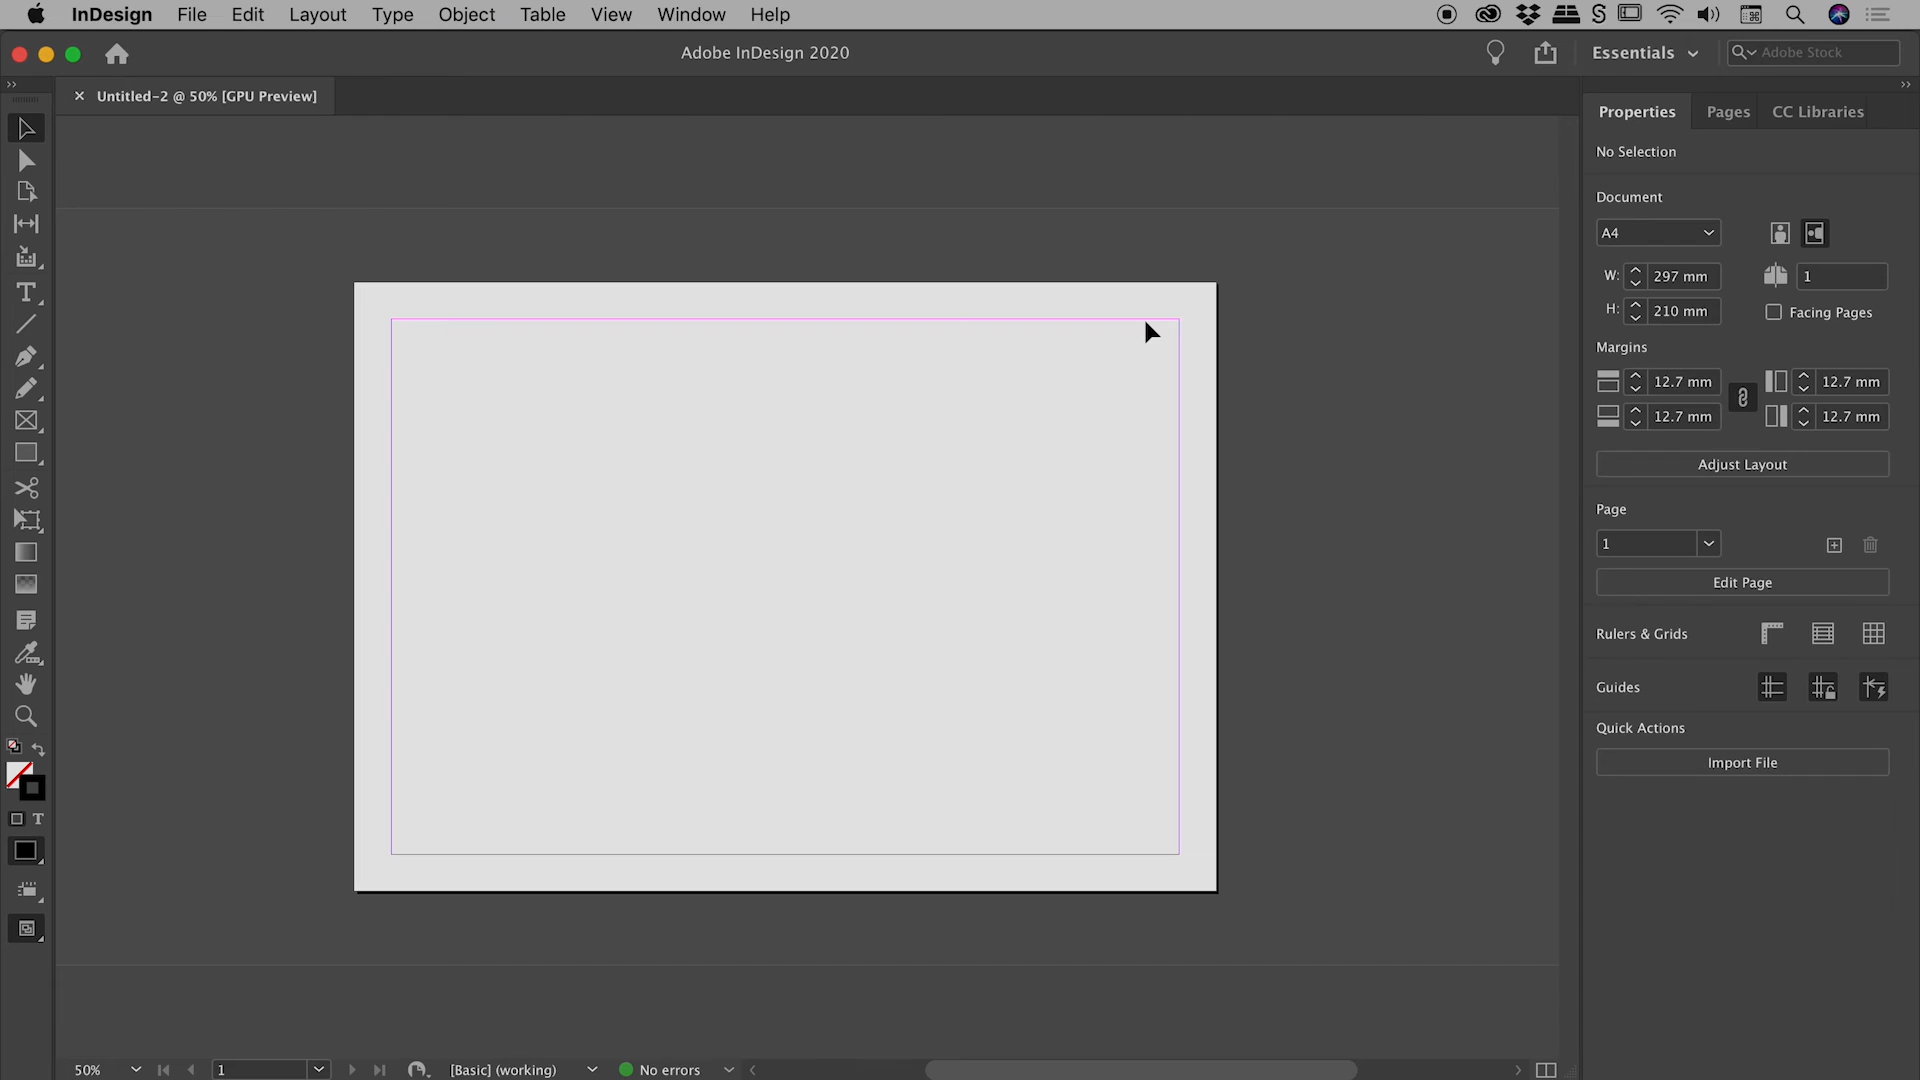 InDesign File Edit Layout Type Object Table View Window Help
Adobe InDesign 2020
Essentials
Adobe Stock
Untitled-2 @ 50% [GPU Preview]
Properties Pages CC Libraries
No Selection
Document
A4
W: 297 mm 1
H: 210 mm Facing Pages
Margins
12.7 mm 12.7 mm
12.7 mm 12.7 mm
Adjust Layout
Page
1
Edit Page
Rulers & Grids
Guides
Quick Actions
Import File
50% 1 [Basic] (working) No errors